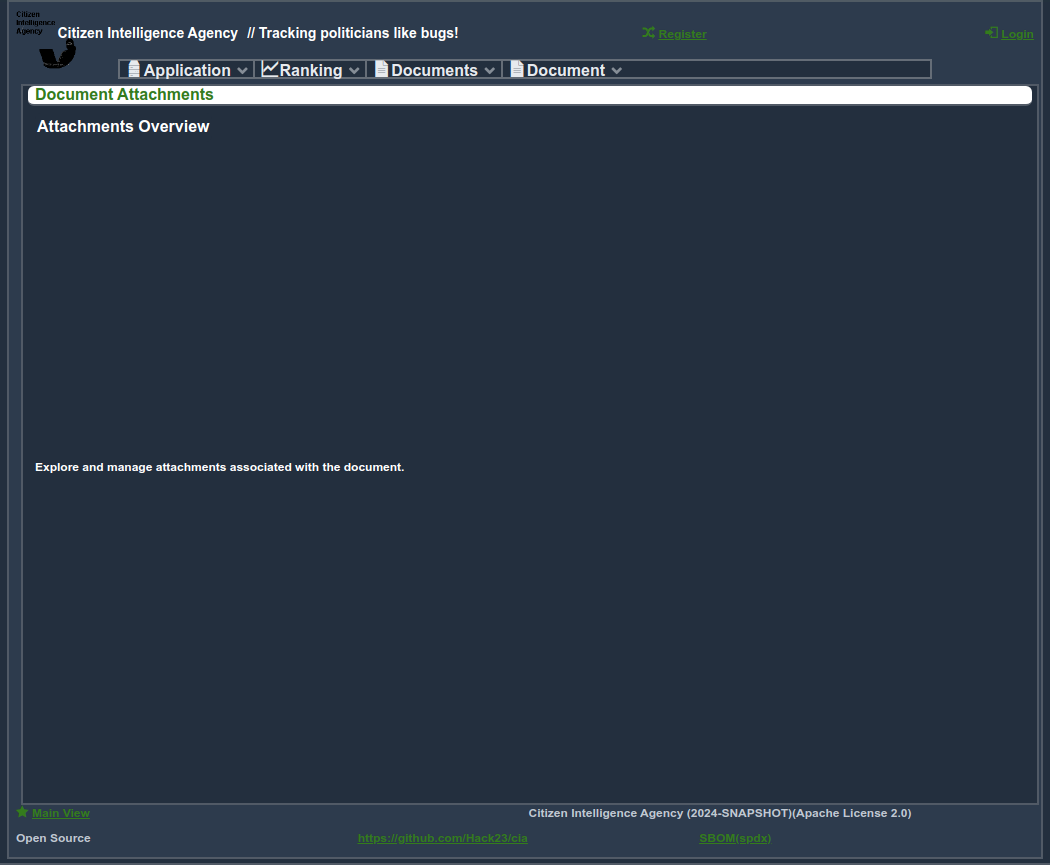 Citizen
Intelligence
Agency
Citizen Intelligence Agency // Tracking politicians like bugs!
Register
Login
Application
Ranking
Documents
Document
Document Attachments
Attachments Overview
Explore and manage attachments associated with the document.
Main View
Citizen Intelligence Agency (2024-SNAPSHOT)(Apache License 2.0)
Open Source
https://github.com/Hack23/cia
SBOM(spdx)